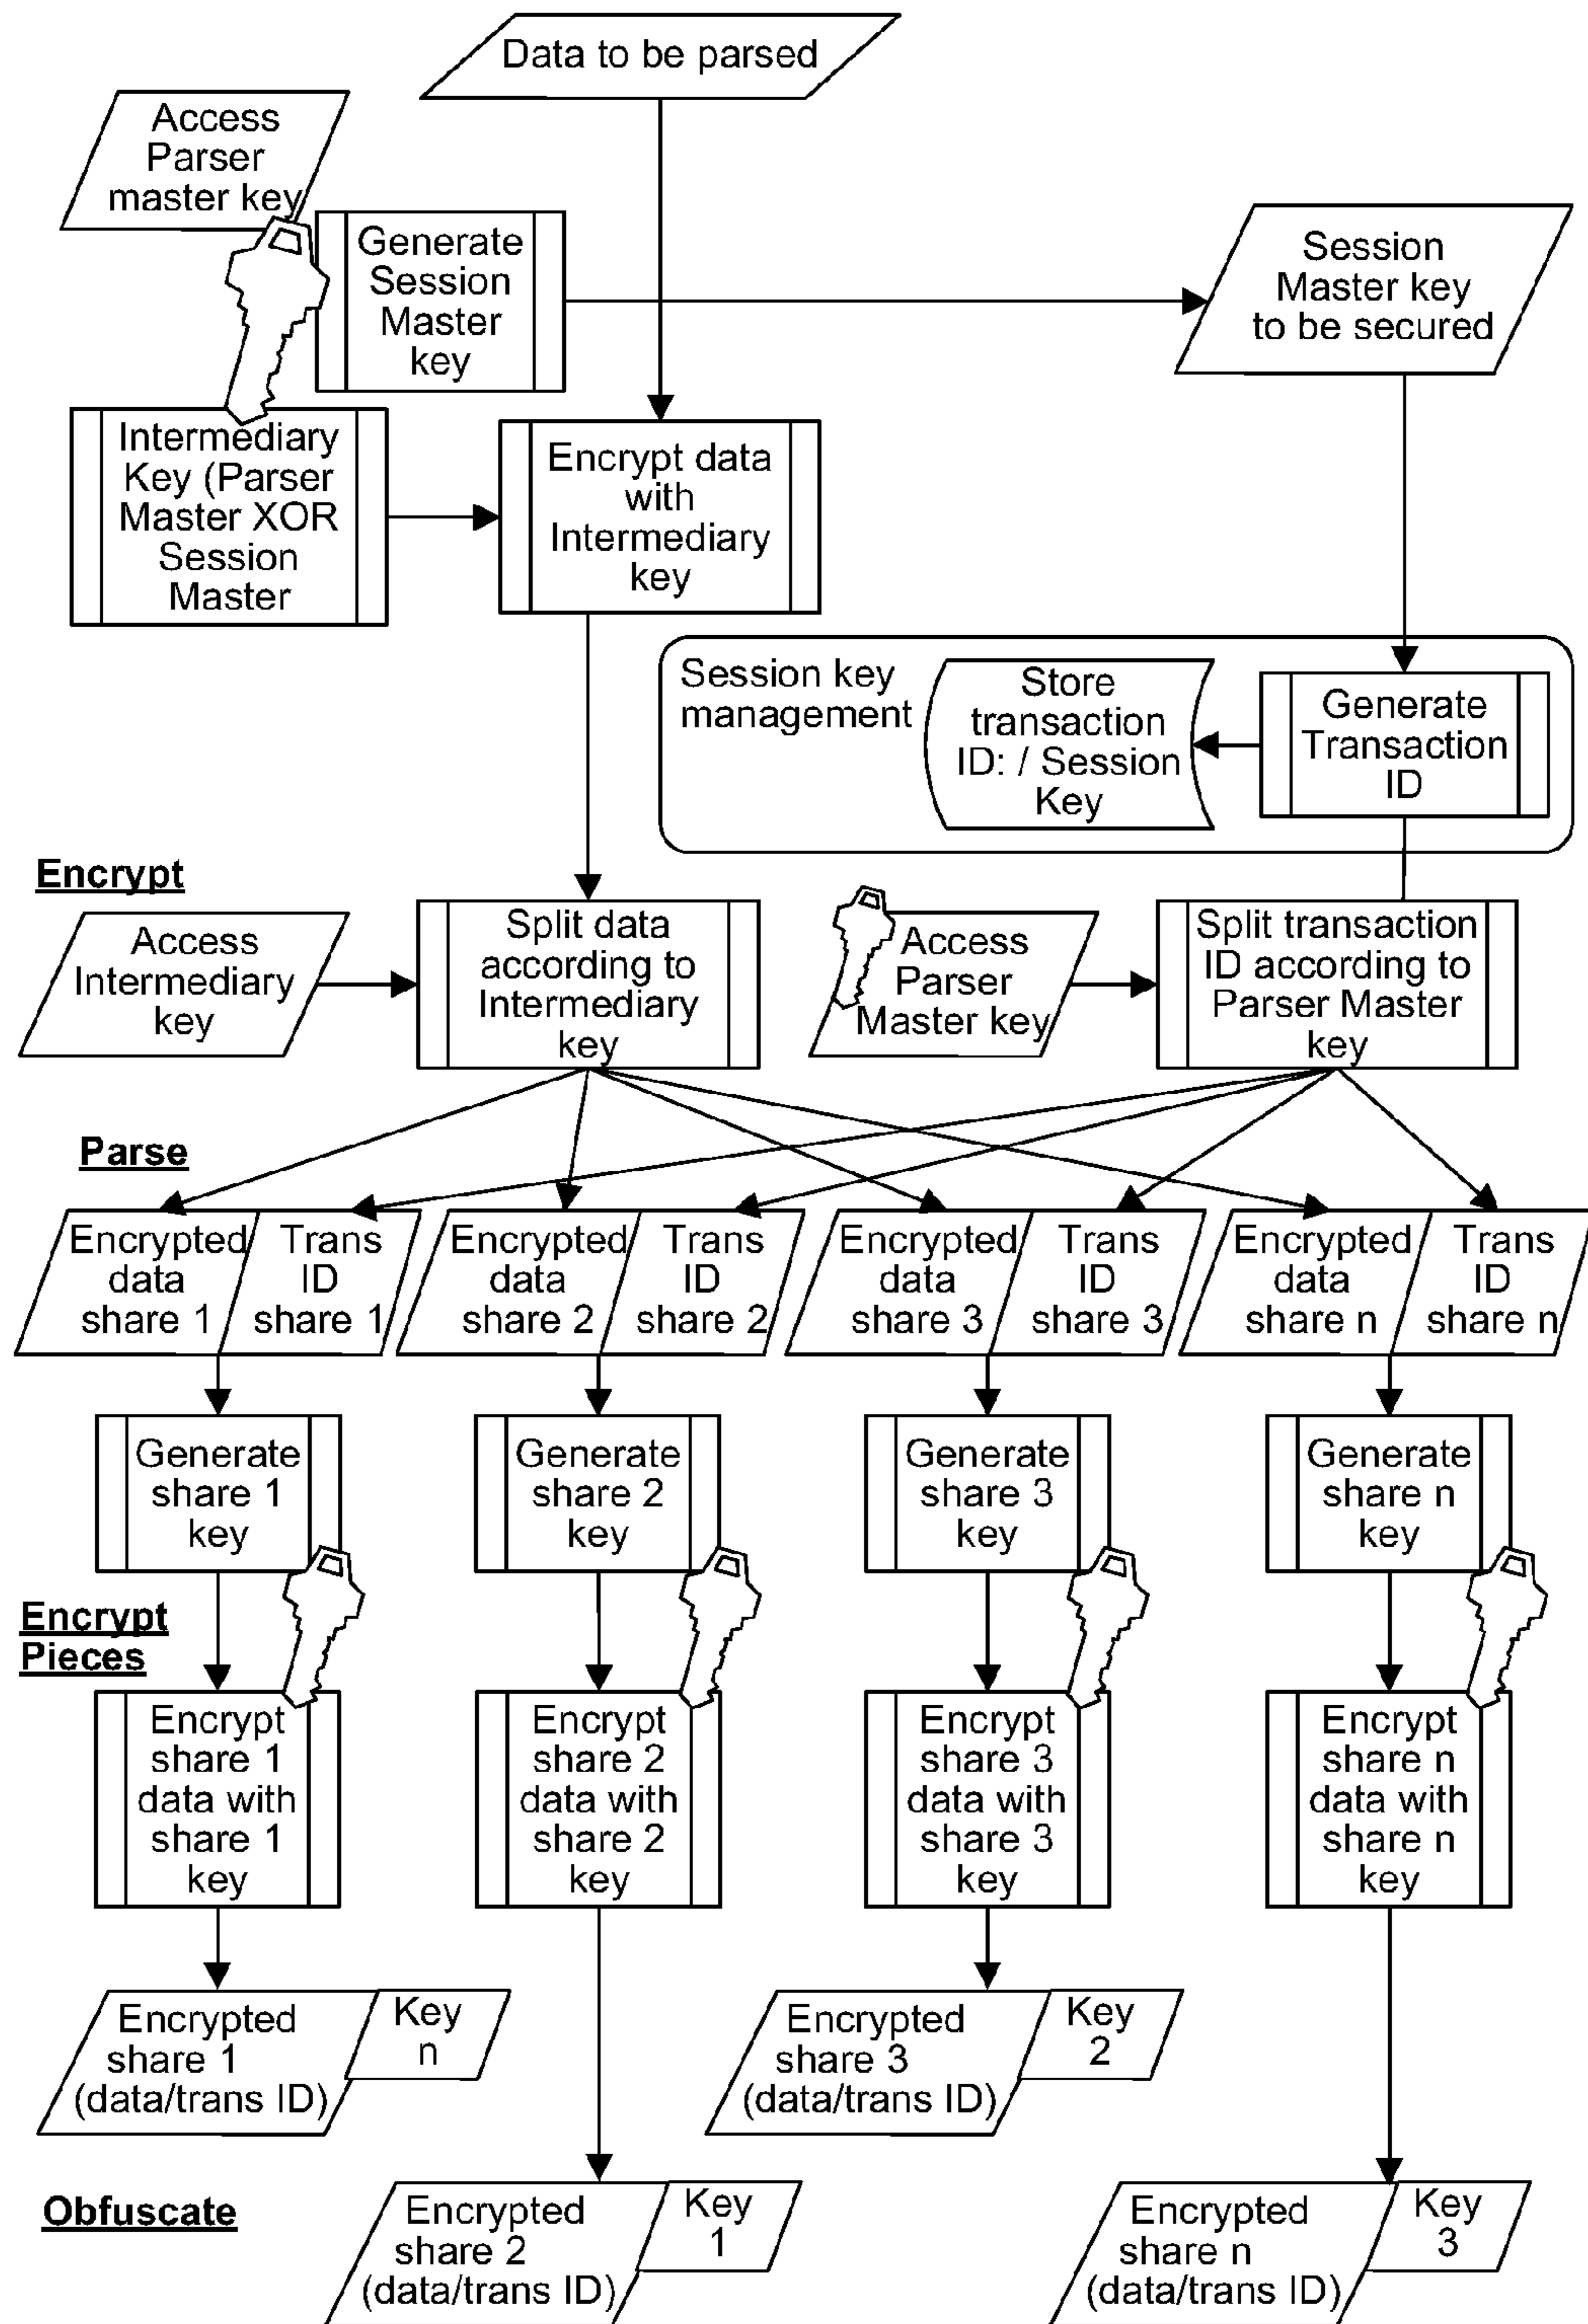 Data to be parsed
Access
Parser
master key
Generate
Session
Master
key
Session
Master key
to be secured
Intermediary
Key (Parser
Master XOR
Session
Master
Encrypt data
with
Intermediary
key
Session key
management
Store
transaction
ID: / Session
Key
Generate
Transaction
ID
Encrypt
Access
Intermediary
key
Split data
according to
Intermediary
key
Access
Parser
Master key
Split transaction
ID according to
Parser Master
key
Parse
Encrypted
data
share 1
Trans
ID
share 1
Encrypted
data
share 2
Trans
ID
share 2
Encrypted
data
share 3
Trans
ID
share 3
Encrypted
data
share n
Trans
ID
share n
Generate
share 1
key
Generate
share 2
key
Generate
share 3
key
Generate
share n
key
Encrypt
Pieces
Encrypt
share 1
data with
share 1
key
Encrypt
share 2
data with
share 2
key
Encrypt
share 3
data with
share 3
key
Encrypt
share n
data with
share n
key
Encrypted
share 1
(data/trans ID)
Key
n
Encrypted
share 3
(data/trans ID)
Key
2
Obfuscate
Encrypted
share 2
(data/trans ID)
Key
1
Encrypted
share n
(data/trans ID)
Key
3